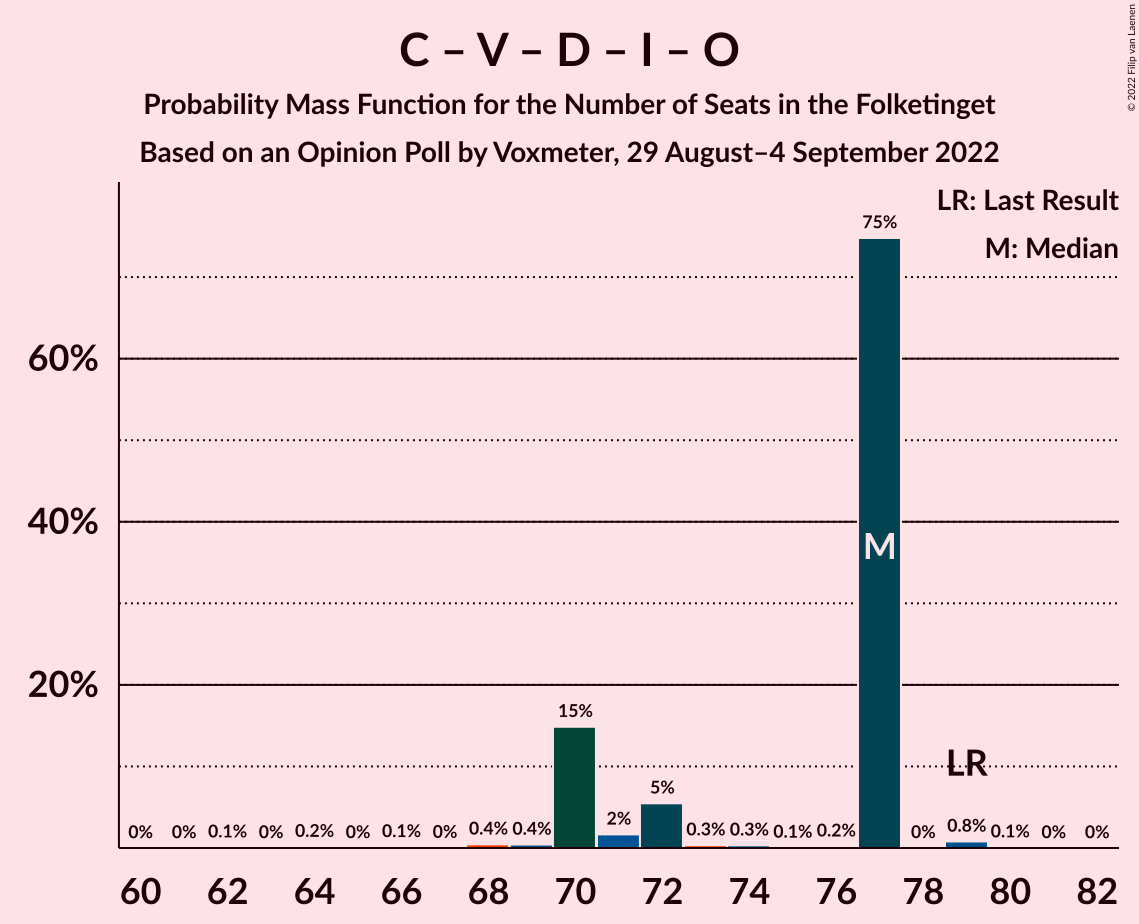 C – V – D – I – O
Probability Mass Function for the Number of Seats in the Folketinget
Based on an Opinion Poll by Voxmeter, 29 August–4 September 2022
© 2022 Filip van Laenen
LR: Last Result
M: Median
75%
60%
40%
M
20%
15%
LR
5%
0% 0% 0.1% 0% 0.2% 0% 0.1% 0% 0.4% 0.4% 2% 0.3% 0.3% 0.1% 0.2% 0% 0.8% 0.1% 0% 0%
60 62 64 66 68 70 72 74 76 78 80 82